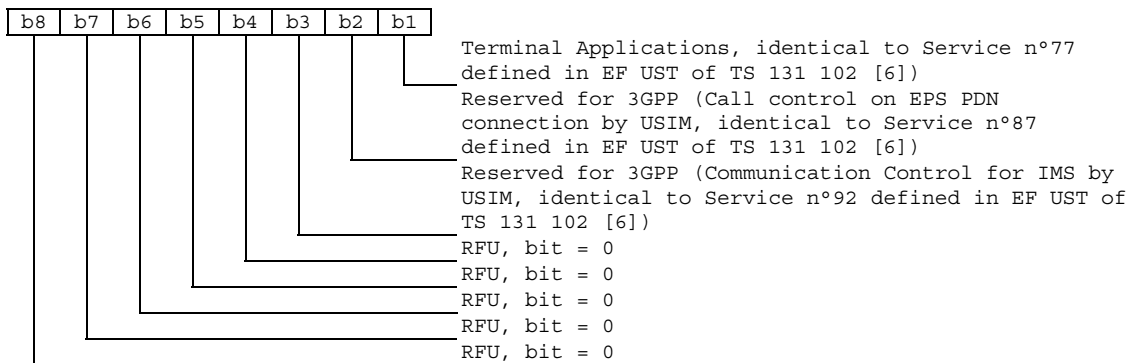 b8 b7 b6 b5 b4 b3 b2 b1
Terminal Applications, identical to Service n°77
defined in EF UST of TS 131 102 [6])
Reserved for 3GPP (Call control on EPS PDN
connection by USIM, identical to Service n°87
defined in EF UST of TS 131 102 [6])
Reserved for 3GPP (Communication Control for IMS by
USIM, identical to Service n°92 defined in EF UST of
TS 131 102 [6])
RFU, bit = 0
RFU, bit = 0
RFU, bit = 0
RFU, bit = 0
RFU, bit = 0